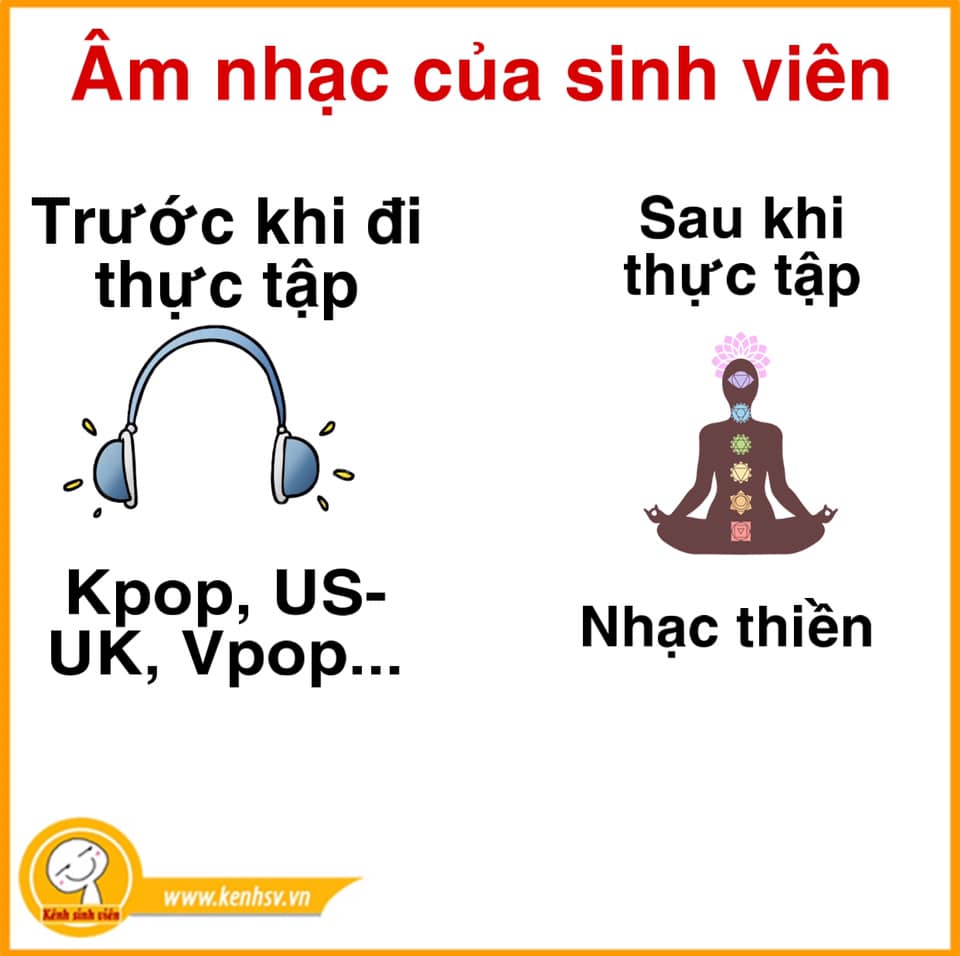 Âm nhạc của sinh viên
Trước khi đi
thực tập
Kpop, US-
UK, Vpop...
Sau khi
thực tập
Nhạc thiền
Kênh sinh viên
www.kenhsv.vn